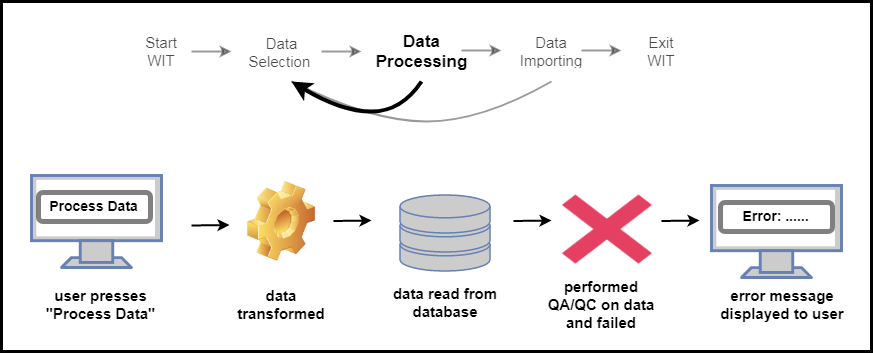 Start
WIT
Data
Selection
Data
Processing
Data
Importing
Exit
WIT
Process Data
Error: ......
user presses
"Process Data"
data
transformed
data read from
database
performed
QA/QC on data
and failed
error message
displayed to user